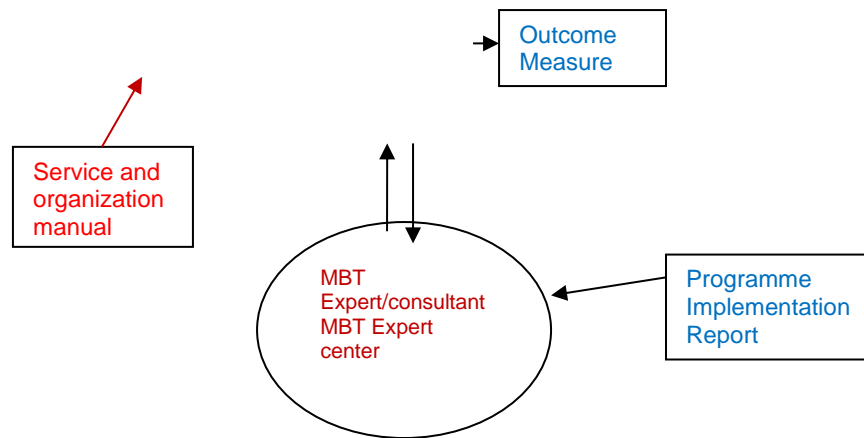 Outcome
Measure
Service and
organization
manual
MBT
Expert/consultant
MBT Expert
center
Programme
Implementation
Report